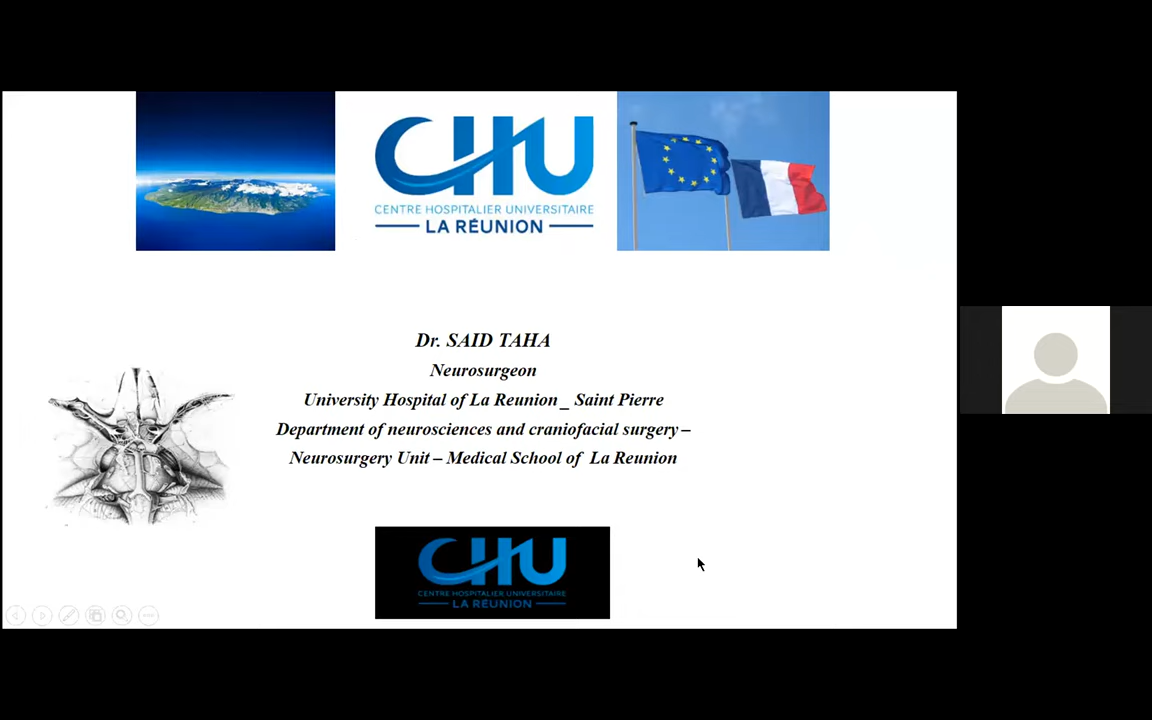 CHU
CENTRE HOSPITALIER UNIVERSITAIRE
LA RÉUNION
Dr. SAID TAHA
Neurosurgeon
University Hospital of La Reunion _ Saint Pierre
Department of neurosciences and craniofacial surgery –
Neurosurgery Unit – Medical School of La Reunion
CHU
CENTRE HOSPITALIER UNIVERSITAIRE
LA RÉUNION